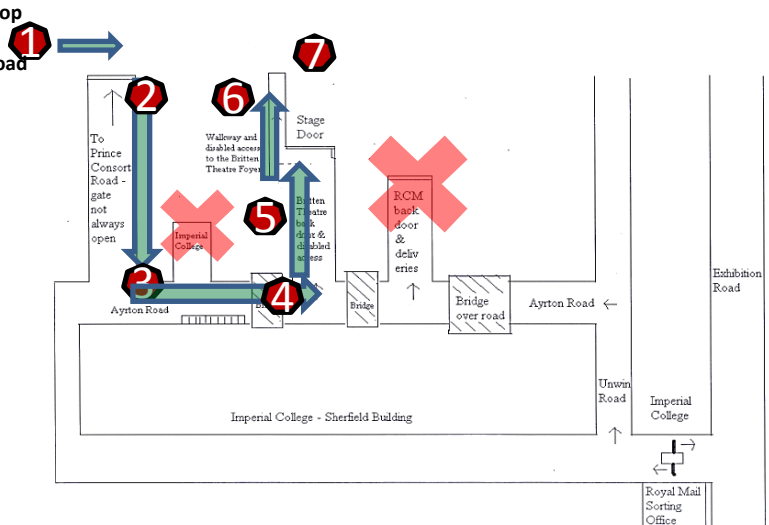 op
1
oad
2
7
6
Stage
Door
Walkway and
disabled access
to the Britten
Theatre Foyer
To
Prince
Consort
Road -
gate
not
always
open
Britten
Theatre
back
door &
disabled
access
5
RCM
back
door
&
deliv
eries
Imperial
College
3
4
Ayrton Road
Bridge
Bridge
over road
Ayrton Road
Exhibition
Road
Unwin
Road
Imperial
College
Imperial College - Sherfield Building
Royal Mail
Sorting
Office